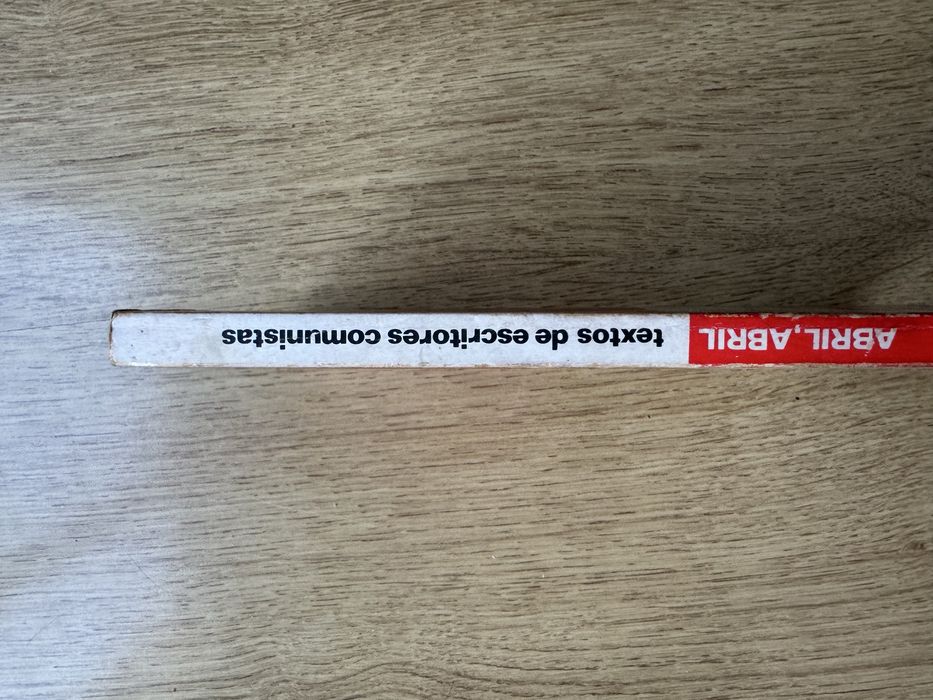 ABRIL, ABRIL
textos de escritores comunistas